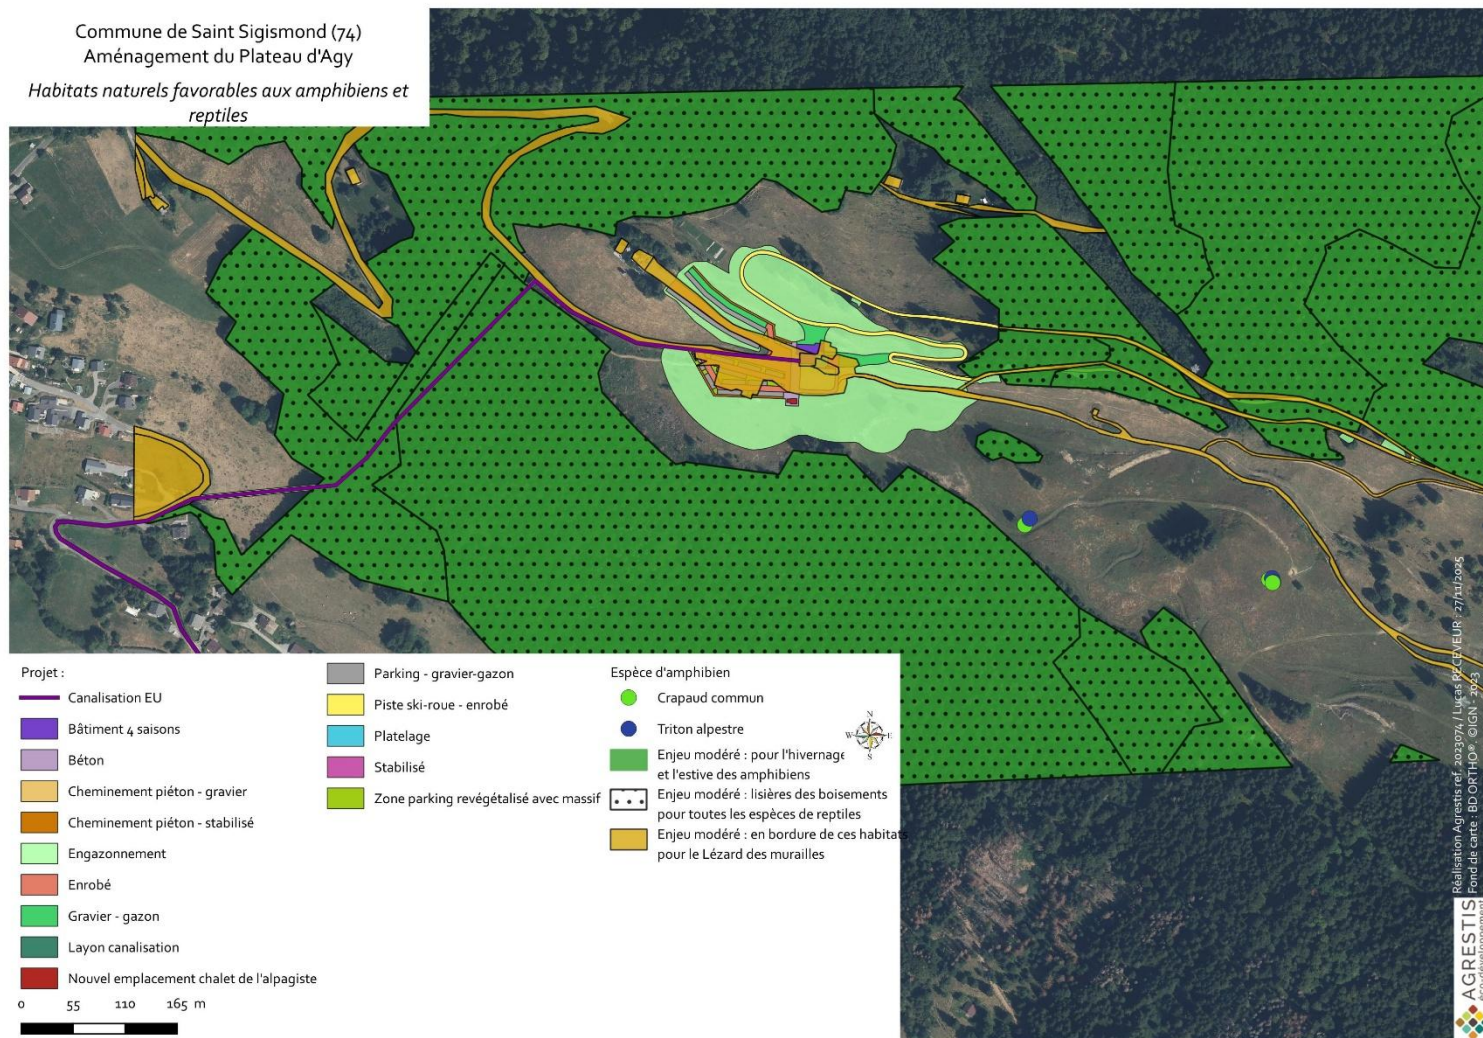 Commune de Saint Sigismond (74)
Aménagement du Plateau d'Agy
Habitats naturels favorables aux amphibiens et
reptiles
Projet :
Canalisation EU
Bâtiment 4 saisons
Béton
Cheminement piéton - gravier
Cheminement piéton - stabilisé
Engazonnement
Enrobé
Gravier - gazon
Layon canalisation
Nouvel emplacement chalet de l'alpagiste
0 55 110 165 m
Parking - gravier-gazon
Piste ski-roue - enrobé
Platelage
Stabilisé
Zone parking revégétalisé avec massif
Espèce d'amphibien
Crapaud commun
Triton alpestre
Enjeu modéré : pour l'hivernage
et l'estive des amphibiens
Enjeu modéré : lisières des boisements
pour toutes les espèces de reptiles
Enjeu modéré : en bordure de ces habitats
pour le Lézard des murailles
N
W E
S
Réalisation Agrestis ref. 2023074 / Lucas RECEVEUR : 27/11/2025
Fond de carte : BD ORTHO® ©IGN - 2023
AGRESTIS
éco-développement